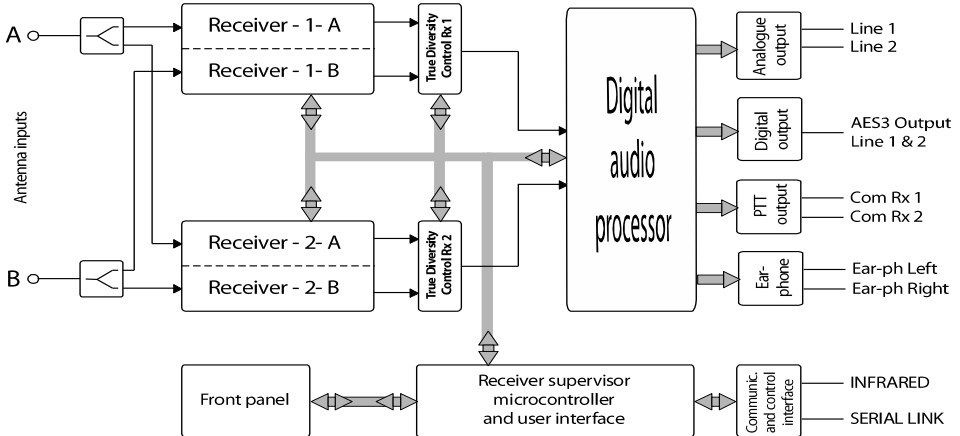 A
B
Antenna inputs
Receiver - 1- A
Receiver - 1- B
True Diversity
Control Rx1
Receiver - 2- A
Receiver - 2- B
True Diversity
Control Rx 2
Digital
audio
processor
Analogue
output
Line 1
Line 2
Digital
output
AES3 Output
Line 1 & 2
PTT
output
Com Rx 1
Com Rx 2
Ear-
phone
Ear-ph Left
Ear-ph Right
Front panel
Receiver supervisor
microcontroller
and user interface
Communic.
and control
interface
INFRARED
SERIAL LINK